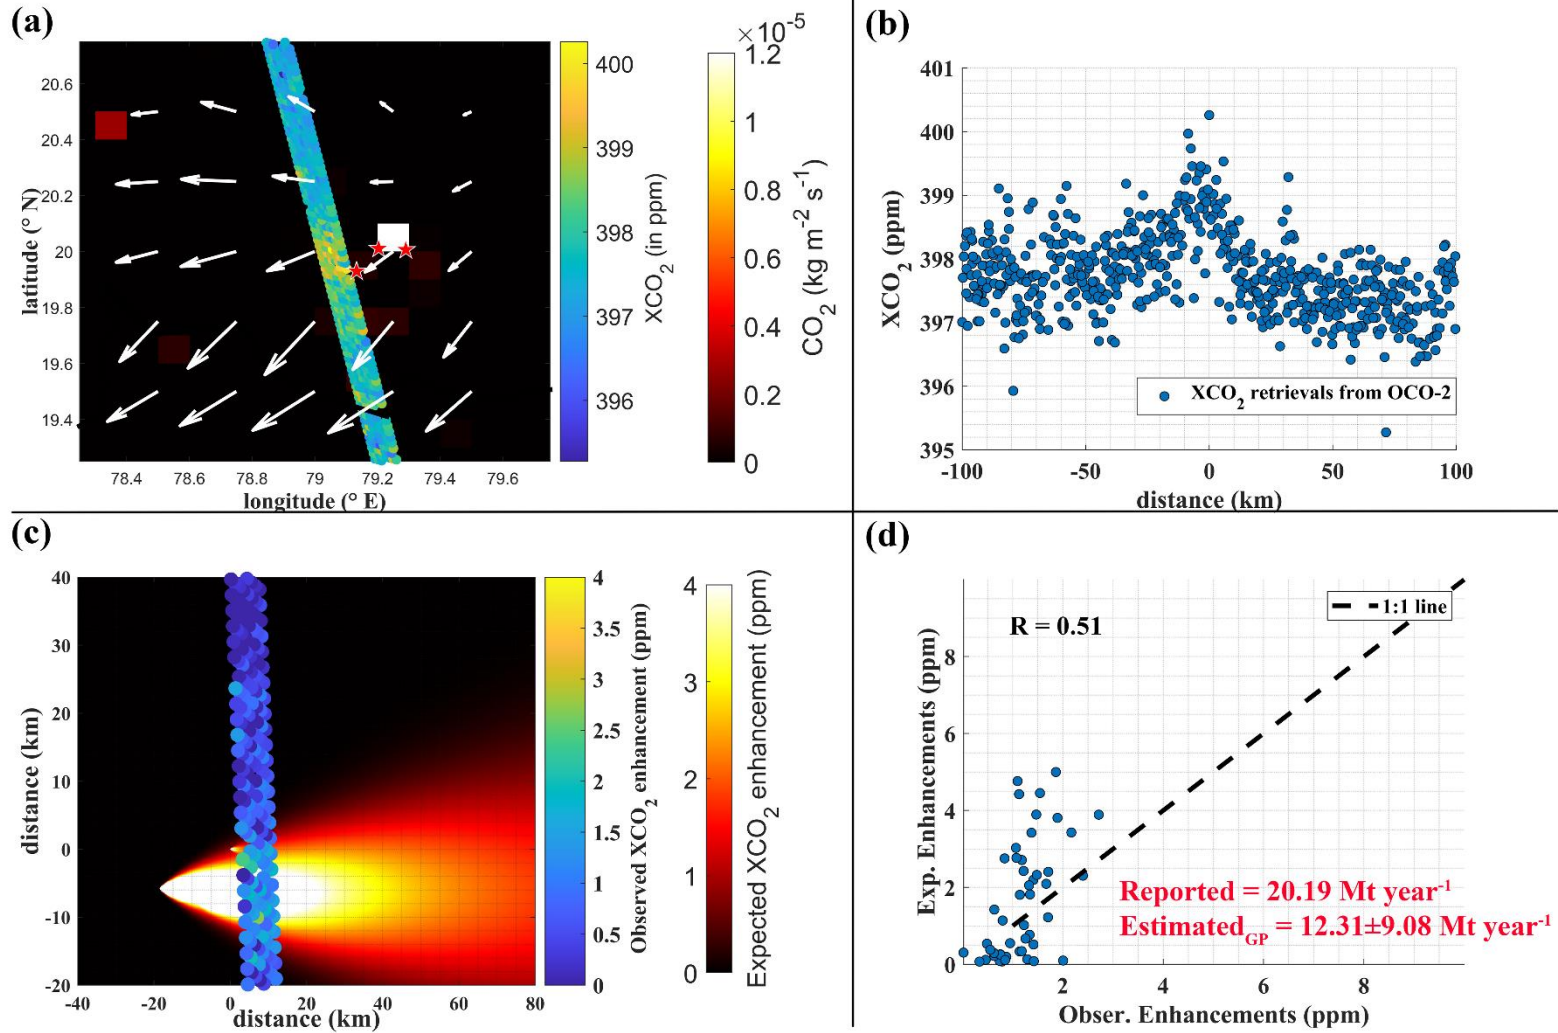 (a)
×10⁻⁵
20.6
20.4
20.2
20
19.8
19.6
19.4
latitude (° N)
78.4 78.6 78.8 79 79.2 79.4 79.6
longitude (° E)
400
399
398
397
396
XCO₂ (in ppm)
1.2
1
0.8
0.6
0.4
0.2
0
CO₂ (kg m⁻² s⁻¹)
(b)
401
400
399
398
397
396
395
XCO₂ (ppm)
XCO₂ retrievals from OCO-2
-100 -50 0 50 100
distance (km)
(c)
40
30
20
10
0
-10
-20
distance (km)
-40 -20 0 20 40 60 80
distance (km)
4
3.5
3
2.5
2
1.5
1
0.5
0
Observed XCO₂ enhancement (ppm)
4
3
2
1
0
Expected XCO₂ enhancement (ppm)
(d)
R = 0.51
1:1 line
8
6
4
2
0
Exp. Enhancements (ppm)
Reported = 20.19 Mt year⁻¹
Estimated_GP = 12.31±9.08 Mt year⁻¹
2 4 6 8
Obser. Enhancements (ppm)